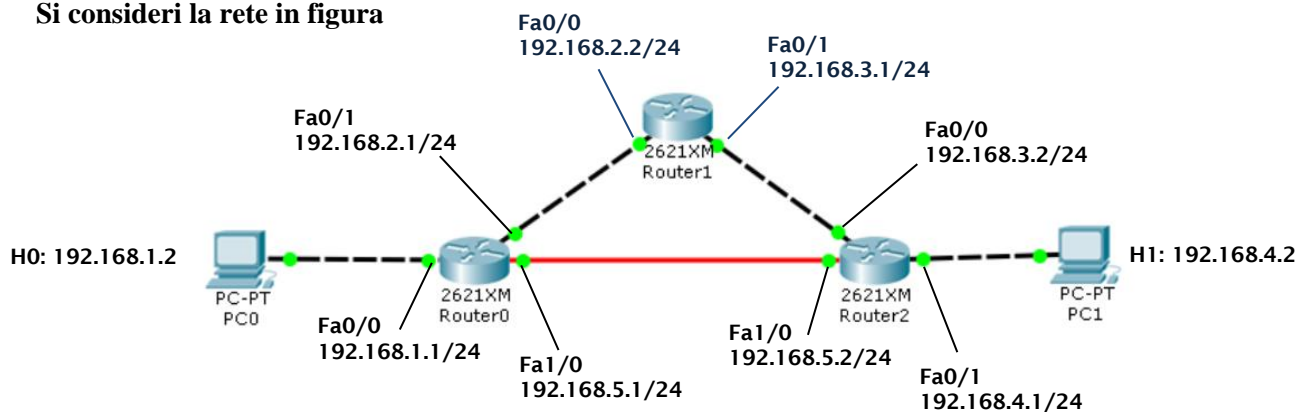 Si consideri la rete in figura
Fa0/0
192.168.2.2/24
Fa0/1
192.168.3.1/24
Fa0/1
192.168.2.1/24
2621XM
Router1
Fa0/0
192.168.3.2/24
H0: 192.168.1.2
PC-PT
PC0
2621XM
Router0
2621XM
Router2
PC-PT
PC1
H1: 192.168.4.2
Fa0/0
192.168.1.1/24
Fa1/0
192.168.5.1/24
Fa1/0
192.168.5.2/24
Fa0/1
192.168.4.1/24